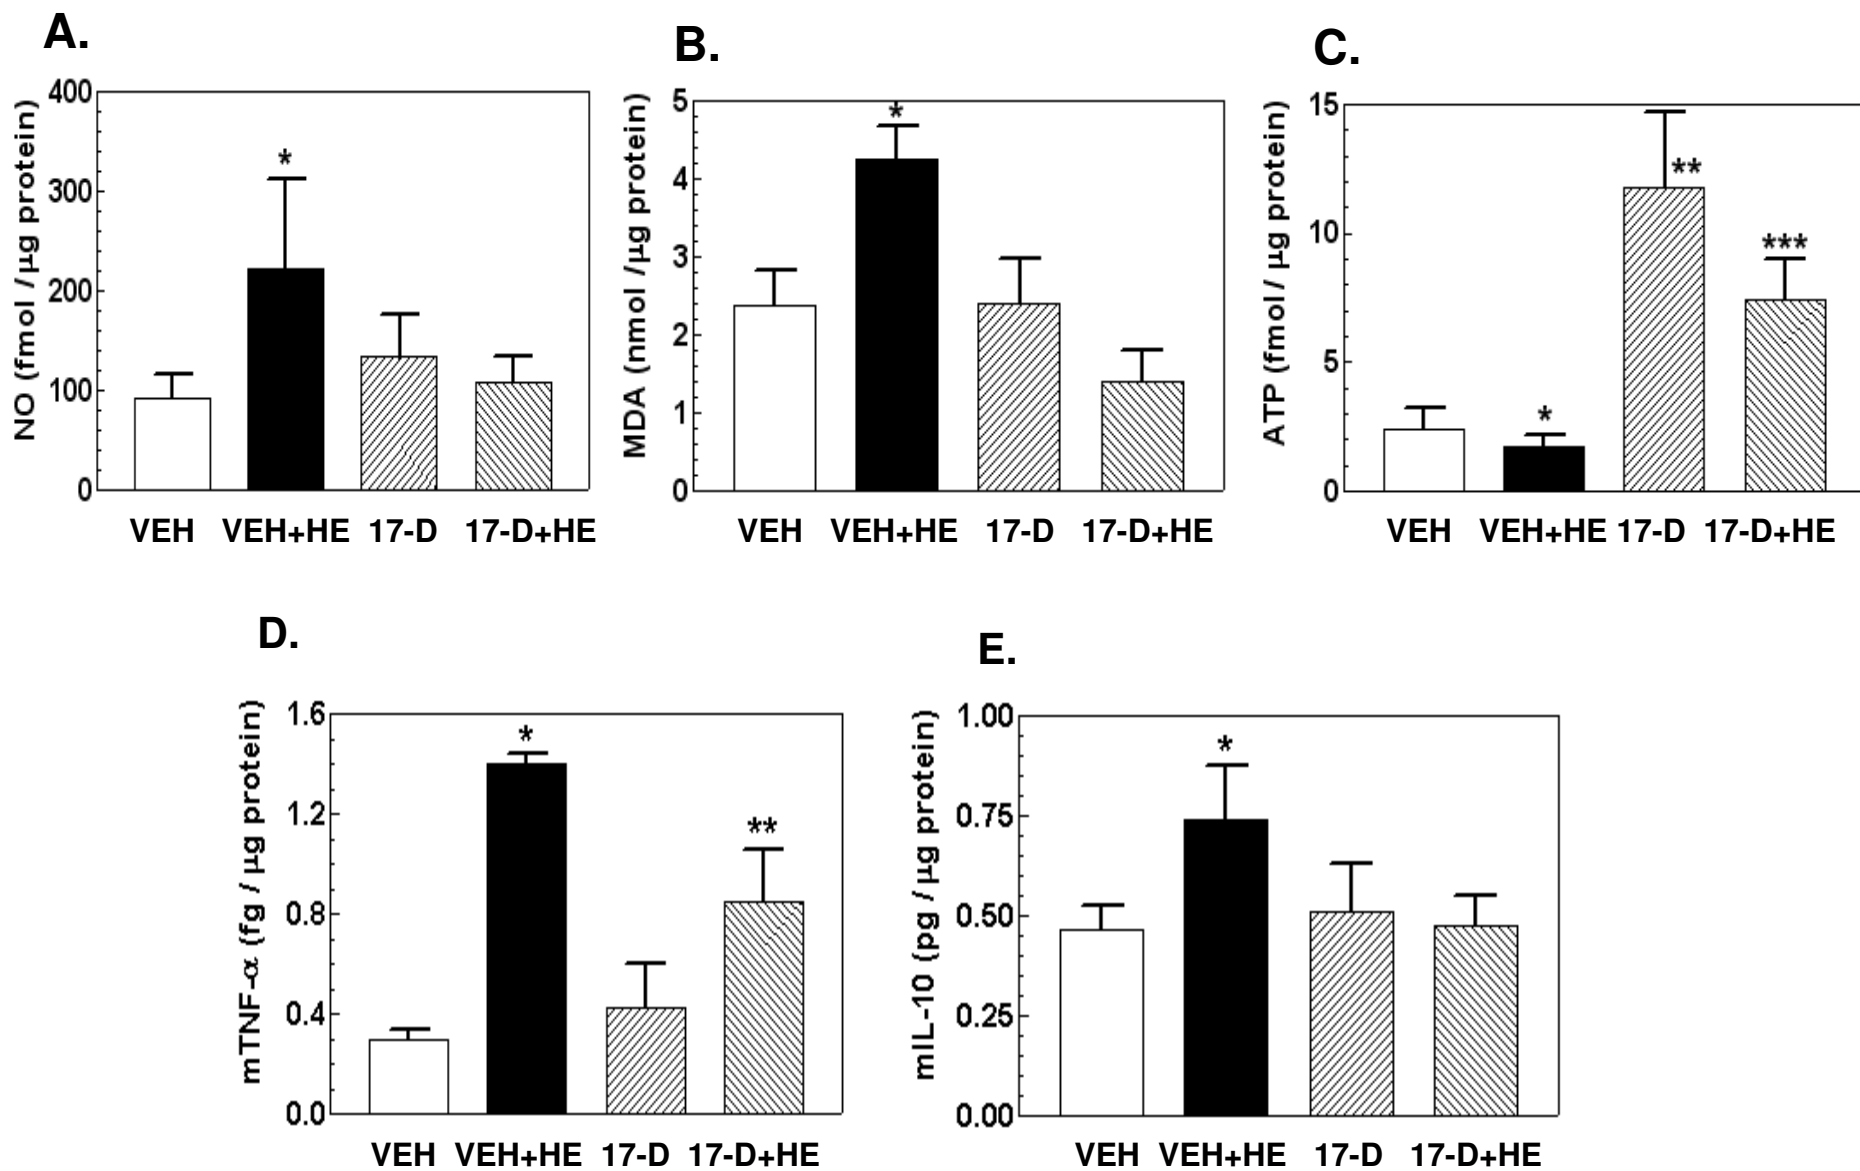 A.
NO (fmol / µg protein)
400
300
200
100
0
*
VEH VEH+HE 17-D 17-D+HE
B.
MDA (nmol /µg protein)
5
4
3
2
1
0
*
VEH VEH+HE 17-D 17-D+HE
C.
ATP (fmol / µg protein)
15
10
5
0
*
**
***
VEH VEH+HE 17-D 17-D+HE
D.
mTNF-α (fg / µg protein)
1.6
1.2
0.8
0.4
0.0
*
**
VEH VEH+HE 17-D 17-D+HE
E.
mIL-10 (pg / µg protein)
1.00
0.75
0.50
0.25
0.00
*
VEH VEH+HE 17-D 17-D+HE